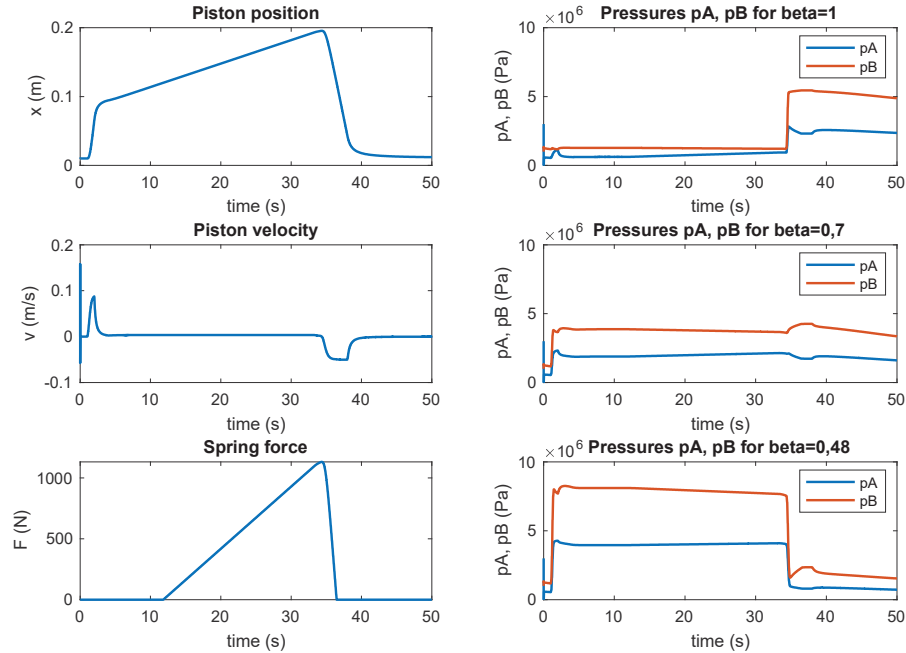 Piston position
x (m)
0.2
0.1
0
0 10 20 30 40 50
time (s)
Pressures pA, pB for beta=1
× 10^6
pA, pB (Pa)
10
5
0
pA
pB
0 10 20 30 40 50
time (s)
Piston velocity
v (m/s)
0.2
0.1
0
-0.1
0 10 20 30 40 50
time (s)
Pressures pA, pB for beta=0,7
× 10^6
pA, pB (Pa)
10
5
0
pA
pB
0 10 20 30 40 50
time (s)
Spring force
F (N)
1000
500
0
0 10 20 30 40 50
time (s)
Pressures pA, pB for beta=0,48
× 10^6
pA, pB (Pa)
10
5
0
pA
pB
0 10 20 30 40 50
time (s)